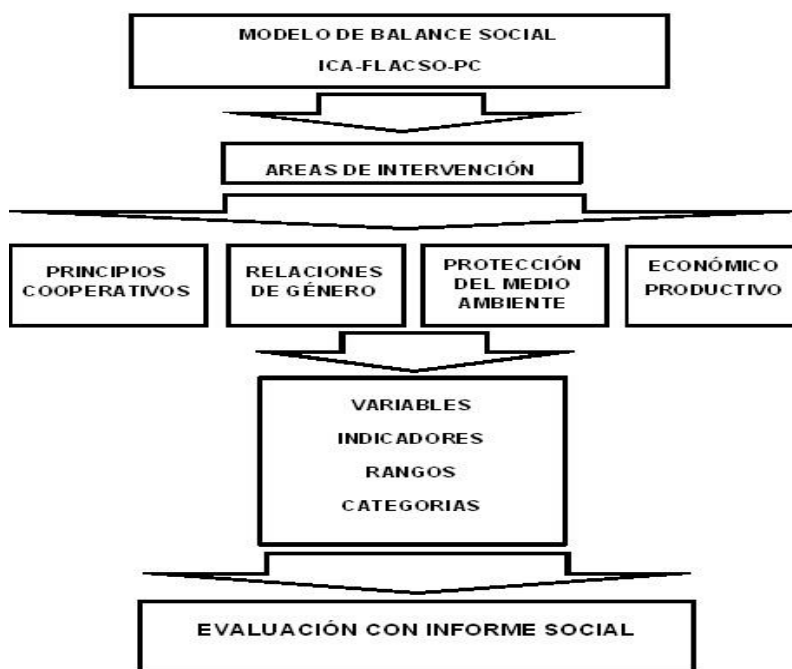 MODELO DE BALANCE SOCIAL
ICA-FLACSO-PC
AREAS DE INTERVENCIÓN
PRINCIPIOS
COOPERATIVOS
RELACIONES
DE GÉNERO
PROTECCIÓN
DEL MEDIO
AMBIENTE
ECONÓMICO
PRODUCTIVO
VARIABLES
INDICADORES
RANGOS
CATEGORIAS
EVALUACIÓN CON INFORME SOCIAL